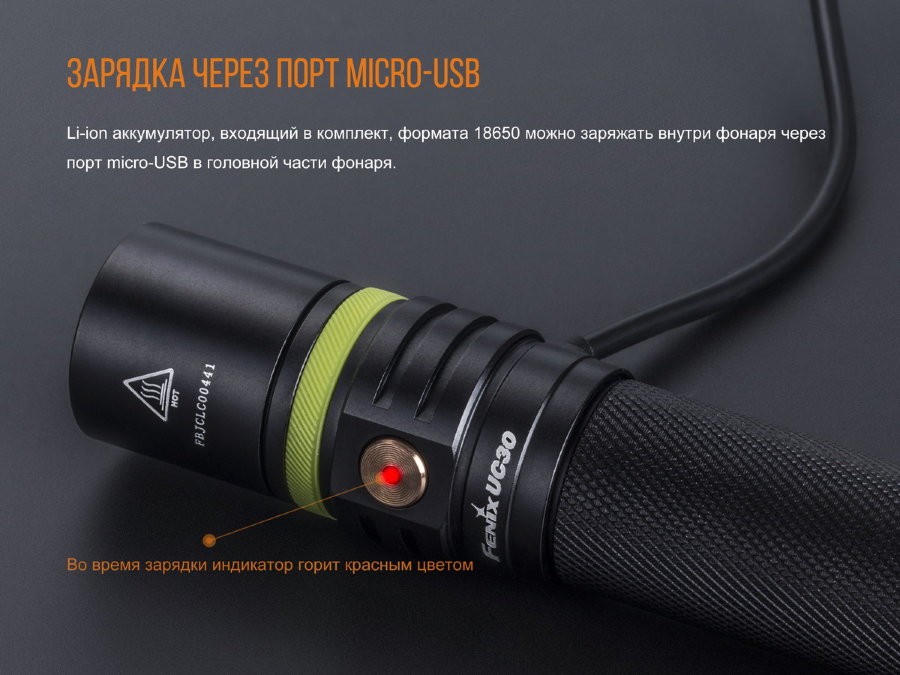 ЗАРЯДКА ЧЕРЕЗ ПОРТ MICRO-USB
Li-ion аккумулятор, входящий в комплект, формата 18650 можно заряжать внутри фонаря через
порт micro-USB в головной части фонаря.
HOT
FBJCLC00441
FENIX UC30
Во время зарядки индикатор горит красным цветом